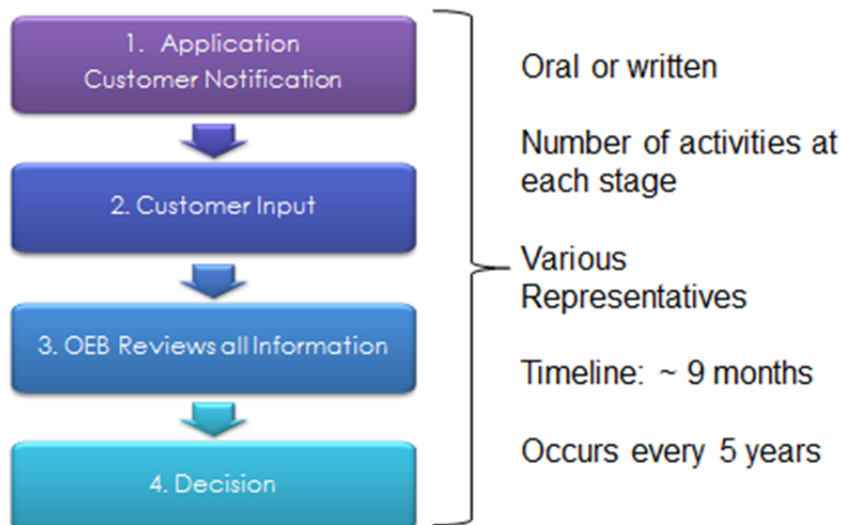 1. Application
Customer Notification
2. Customer Input
3. OEB Reviews all Information
4. Decision
Oral or written
Number of activities at
each stage
Various
Representatives
Timeline: ~ 9 months
Occurs every 5 years